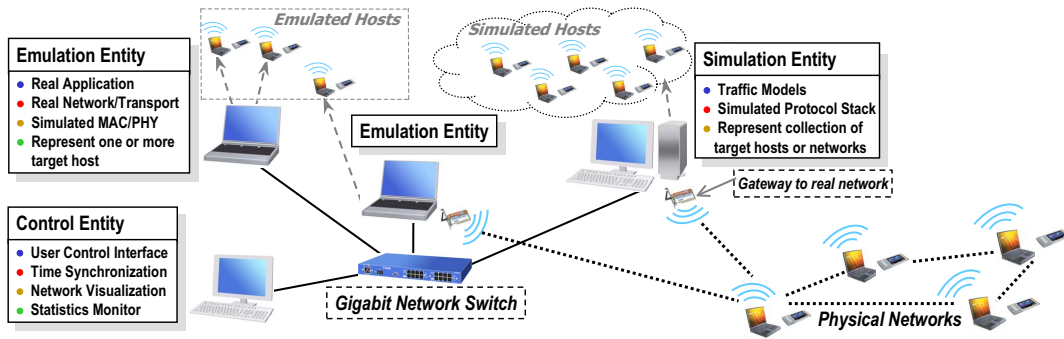 Emulated Hosts
Simulated Hosts
Emulation Entity
Real Application
Real Network/Transport
Simulated MAC/PHY
Represent one or more
target host
Emulation Entity
Simulation Entity
Traffic Models
Simulated Protocol Stack
Represent collection of
target hosts or networks
Gateway to real network
Control Entity
User Control Interface
Time Synchronization
Network Visualization
Statistics Monitor
Gigabit Network Switch
Physical Networks